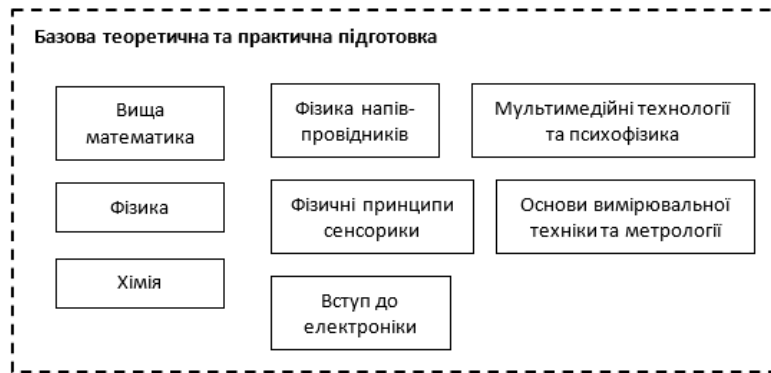 Базова теоретична та практична підготовка
Вища
математика
Фізика
Хімія
Фізика напів-
провідників
Фізичні принципи
сенсорики
Вступ до
електроніки
Мультимедійні технології
та психофізика
Основи вимірювальної
техніки та метрології